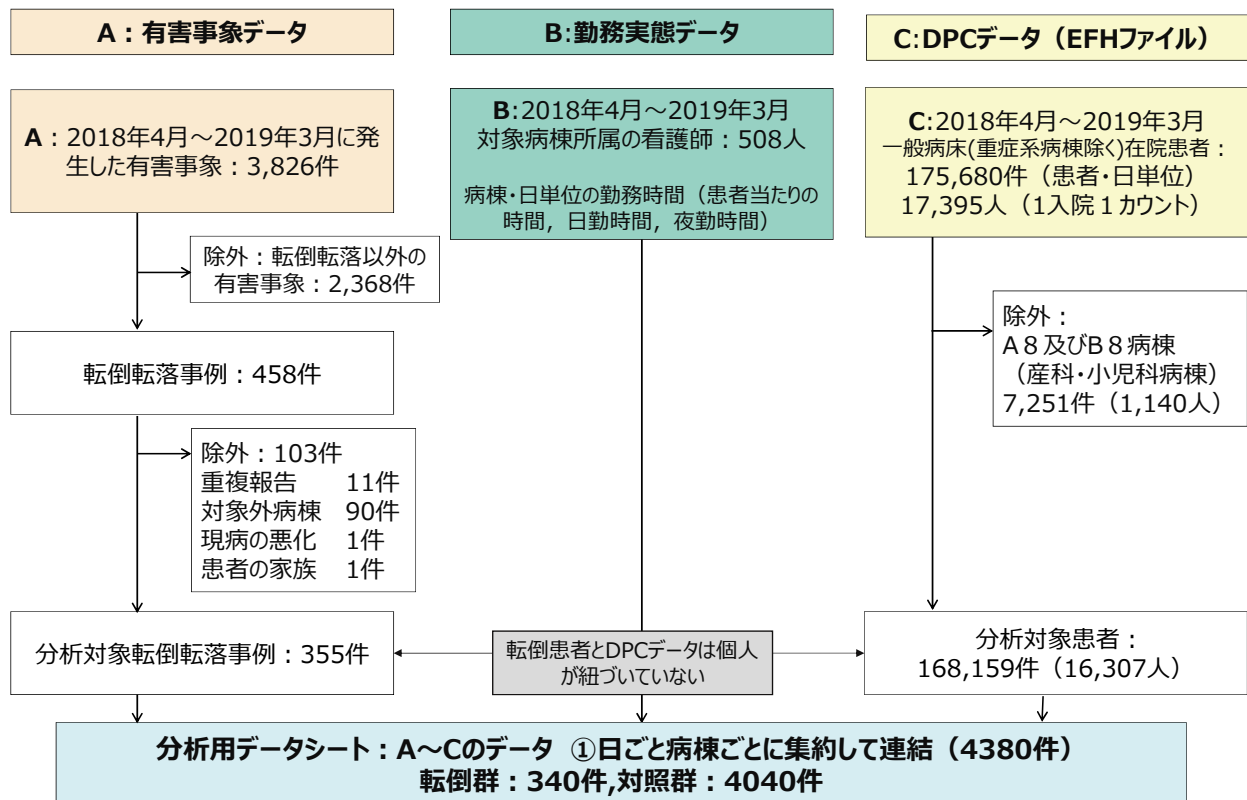 A：有害事象データ
B:勤務実態データ
C:DPCデータ（EFHファイル）
A：2018年4月～2019年3月に発
生した有害事象：3,826件
B:2018年4月～2019年3月
対象病棟所属の看護師：508人
病棟・日単位の勤務時間（患者当たりの
時間，日勤時間，夜勤時間）
C:2018年4月～2019年3月
一般病床(重症系病棟除く)在院患者：
175,680件（患者・日単位）
17,395人（1入院１カウント）
除外：転倒転落以外の
有害事象：2,368件
転倒転落事例：458件
除外：
A８及びB８病棟
（産科・小児科病棟）
7,251件（1,140人）
除外：103件
重複報告　　11件
対象外病棟　90件
現病の悪化　1件
患者の家族　1件
分析対象転倒転落事例：355件
転倒患者とDPCデータは個人
が紐づいていない
分析対象患者：
168,159件（16,307人）
分析用データシート：A～Cのデータ ①日ごと病棟ごとに集約して連結（4380件）
転倒群：340件,対照群：4040件